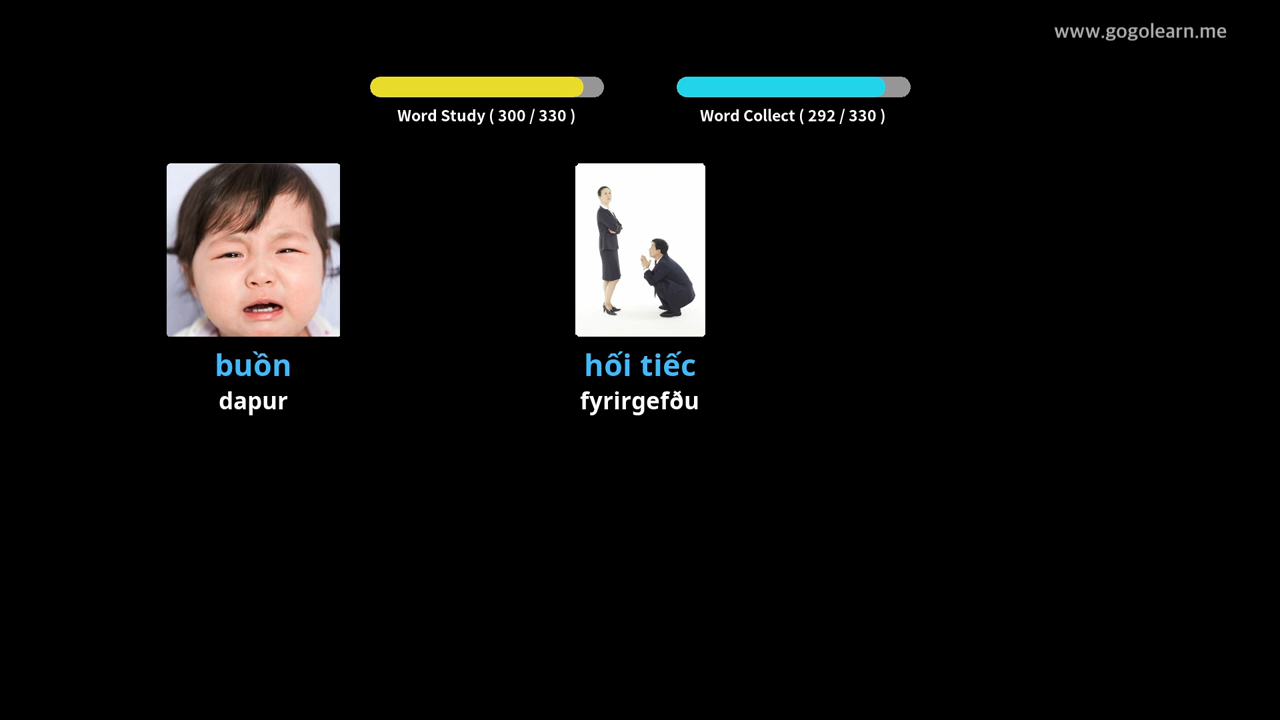 www.gogolearn.me
Word Study ( 300 / 330 )
Word Collect ( 292 / 330 )
buồn
dapur
hối tiếc
fyrirgefðu